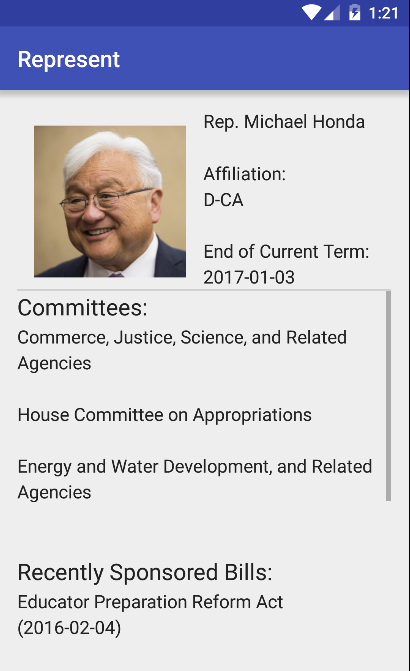 1:21
Represent
Rep. Michael Honda
Affiliation:
D-CA
End of Current Term:
2017-01-03
Committees:
Commerce, Justice, Science, and Related
Agencies
House Committee on Appropriations
Energy and Water Development, and Related
Agencies
Recently Sponsored Bills:
Educator Preparation Reform Act
(2016-02-04)